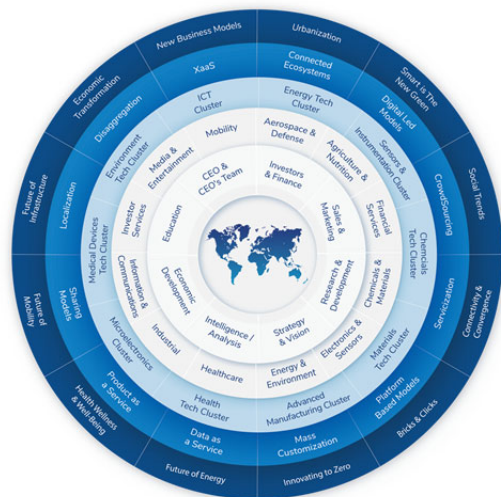 New Business Models
Urbanization
Smart is The
New Green
Social Trends
Connectivity &
Convergence
Bricks & Clicks
Innovating to Zero
Future of Energy
Health Wellness
& Well-Being
Future of
Mobility
Future of
Infrastructure
Economic
Transformation
XaaS
Connected
Ecosystems
Digital Led
Models
CrowdSourcing
Servicization
Platform
Based Models
Mass
Customization
Data as
a Service
Product as
a Service
Sharing
Models
Localization
Disaggregation
ICT
Cluster
Energy Tech
Cluster
Sensors &
Instrumentation Cluster
Chemcials
Tech Cluster
Materials
Tech Cluster
Advanced
Manufacturing Cluster
Health
Tech Cluster
Microelectronics
Cluster
Medical Devices
Tech Cluster
Environment
Tech Cluster
Mobility
Aerospace &
Defense
Agriculture &
Nutrition
Financial
Services
Chemicals &
Materials
Electronics &
Sensors
Energy &
Environment
Healthcare
Industrial
Information &
Communications
Investor
Services
Media &
Entertainment
CEO &
CEO's Team
Investors
& Finance
Sales &
Marketing
Research &
Development
Strategy
& Vision
Intelligence /
Analysis
Economic
Development
Education